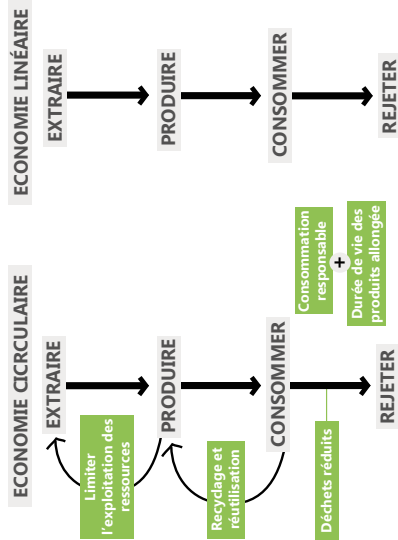 ECONOMIE LINÉAIRE
EXTRAIRE
PRODUIRE
CONSOMMER
REJETER
ECONOMIE CICRCULAIRE
EXTRAIRE
PRODUIRE
CONSOMMER
REJETER
Limiter
l'exploitation des
ressources
Recyclage et
réutilisation
Déchets réduits
Consommation
responsable
+
Durée de vie des
produits allongée